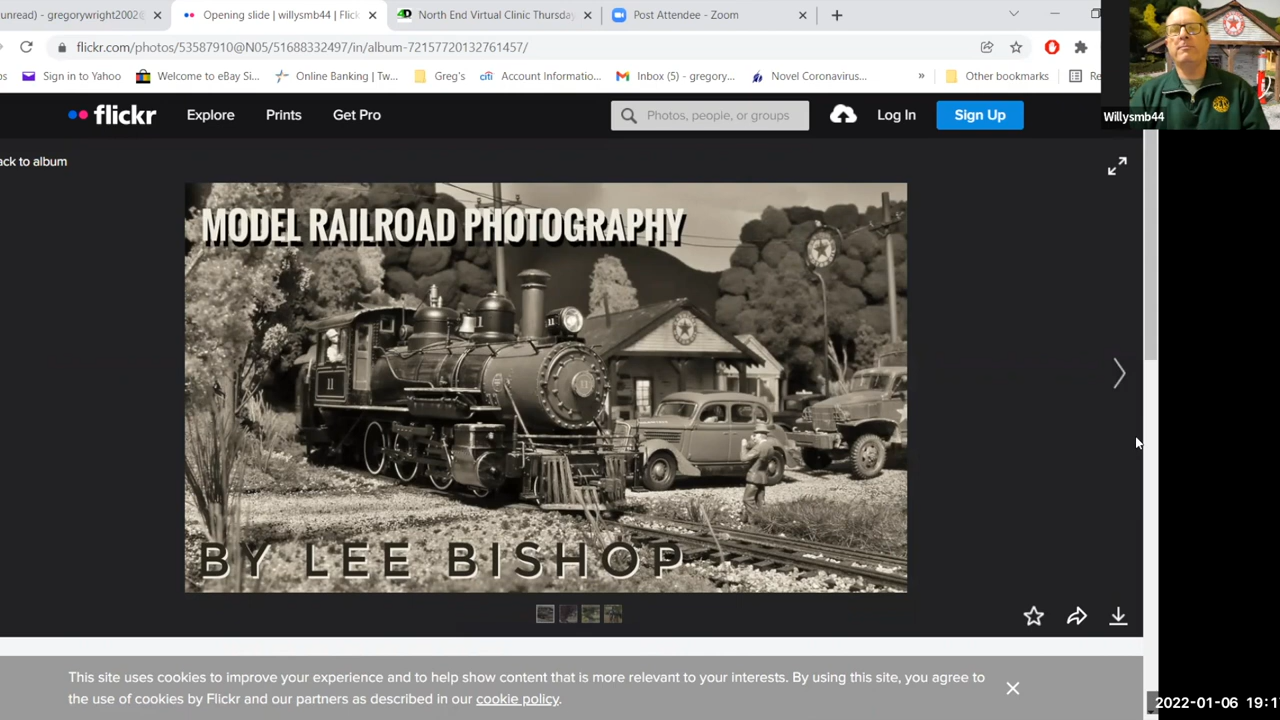 unread) - gregorywright2002@
Opening slide | willysmb44 | Flick
North End Virtual Clinic Thursday
Post Attendee - Zoom
flickr.com/photos/53587910@N05/51688332497/in/album-72157720132761457/
Sign in to Yahoo
Welcome to eBay Si...
Online Banking | Tw...
Greg's
citi
Account Informatio...
Inbox (5) - gregory...
Novel Coronavirus...
»
Other bookmarks
Re
Willysmb44
flickr
Explore
Prints
Get Pro
Photos, people, or groups
Log In
Sign Up
ack to album
MODEL RAILROAD PHOTOGRAPHY
11
11
BY LEE BISHOP
This site uses cookies to improve your experience and to help show content that is more relevant to your interests. By using this site, you agree to
the use of cookies by Flickr and our partners as described in our cookie policy.
2022-01-06 19:1